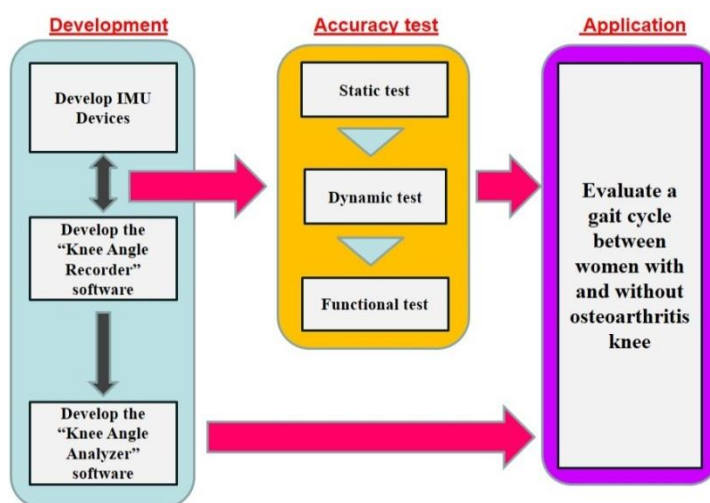 Development
Develop IMU
Devices
Develop the
“Knee Angle
Recorder”
software
Develop the
“Knee Angle
Analyzer”
software
Accuracy test
Static test
Dynamic test
Functional test
Application
Evaluate a
gait cycle
between
women with
and without
osteoarthritis
knee